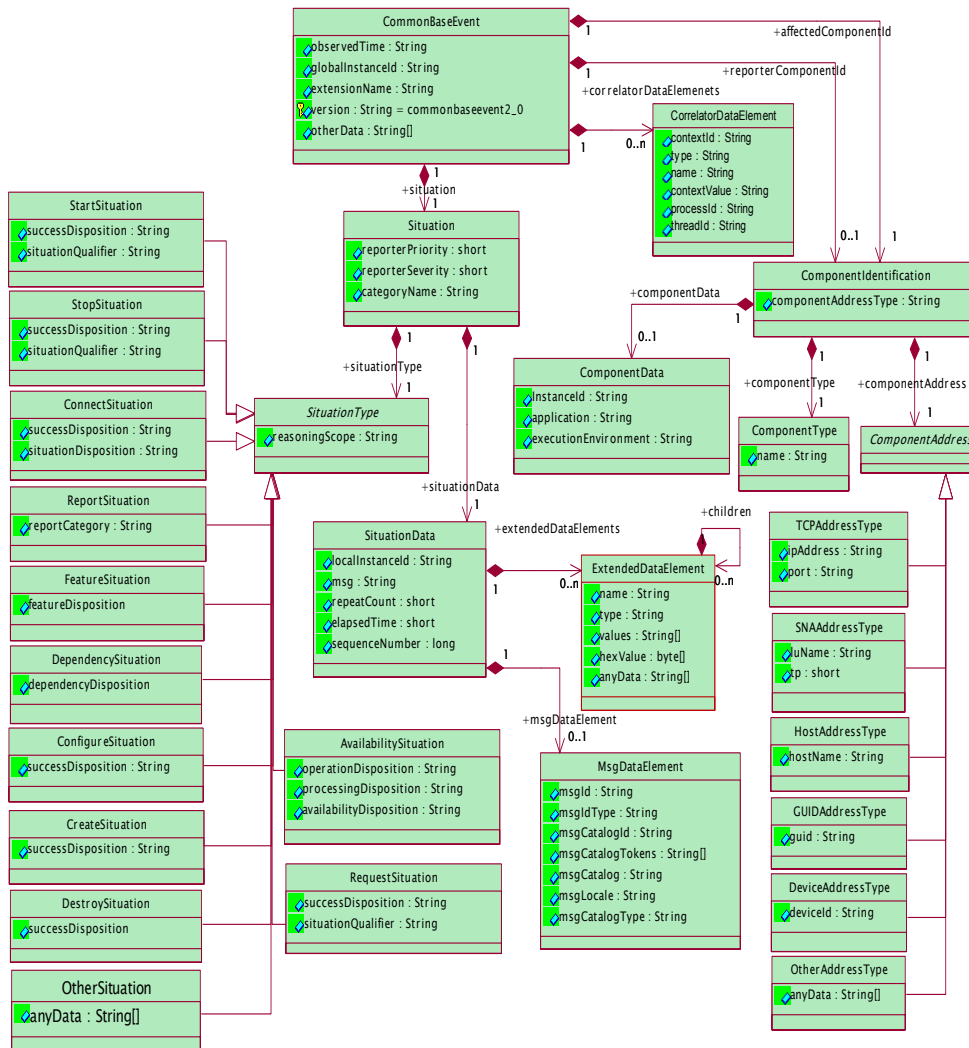 CommonBaseEvent
observedTime : String
globalInstanceId : String
extensionName : String
version : String = commonbaseevent2_0
otherData : String[]
1
+affectedComponentId
1
+reporterComponentId
+correlatorDataElemenets
1
0..n
CorrelatorDataElement
contextId : String
type : String
name : String
contextValue : String
processId : String
threadId : String
1
+situation
1
0..1
1
StartSituation
successDisposition : String
situationQualifier : String
Situation
reporterPriority : short
reporterSeverity : short
categoryName : String
ComponentIdentification
componentAddressType : String
+componentData
1
0..1
StopSituation
successDisposition : String
situationQualifier : String
1
1
+situationType
1
1
1
+componentType
1
+componentAddress
1
ComponentData
InstanceId : String
application : String
executionEnvironment : String
ConnectSituation
successDisposition : String
situationDisposition : String
SituationType
reasoningScope : String
ComponentType
name : String
ComponentAddress
+situationData
1
ReportSituation
reportCategory : String
+extendedDataElements
+children
1
0..n
SituationData
localInstanceId : String
msg : String
repeatCount : short
elapsedTime : short
sequenceNumber : long
1
0..n
ExtendedDataElement
name : String
type : String
values : String[]
hexValue : byte[]
anyData : String[]
TCPAddressType
ipAddress : String
port : String
FeatureSituation
featureDisposition
SNAAddressType
luName : String
tp : short
DependencySituation
dependencyDisposition
1
+msgDataElement
0..1
HostAddressType
hostName : String
ConfigureSituation
successDisposition : String
AvailabilitySituation
operationDisposition : String
processingDisposition : String
availabilityDisposition : String
MsgDataElement
msgId : String
msgIdType : String
msgCatalogId : String
msgCatalogTokens : String[]
msgCatalog : String
msgLocale : String
msgCatalogType : String
GUIDAddressType
guid : String
CreateSituation
successDisposition : String
RequestSituation
successDisposition : String
situationQualifier : String
DeviceAddressType
deviceId : String
DestroySituation
successDisposition
OtherAddressType
anyData : String[]
OtherSituation
anyData : String[]